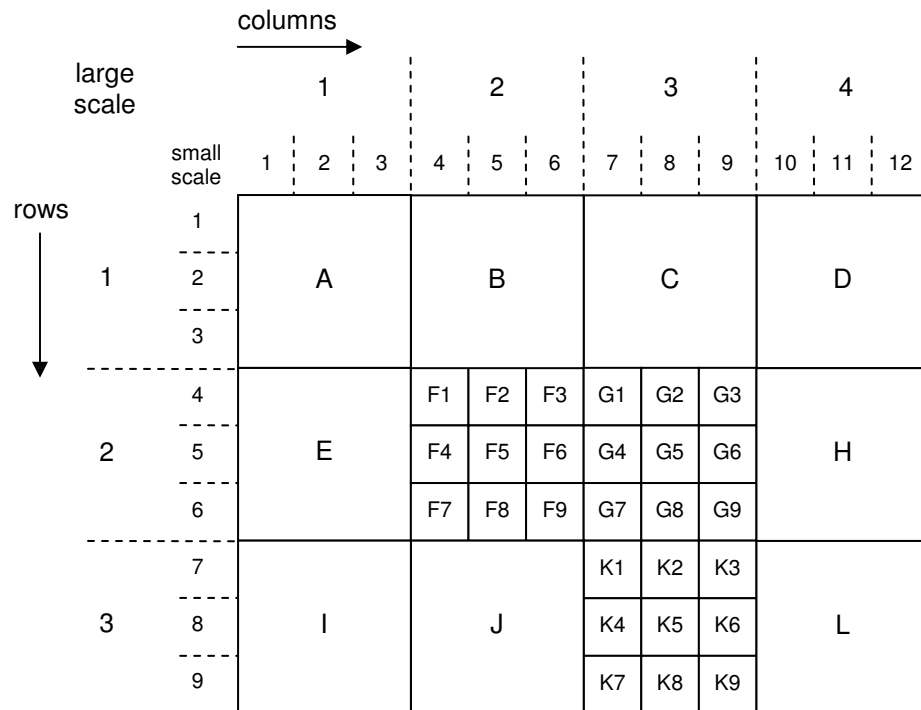 columns
large
scale
1 2 3 4
small
scale
1 2 3 4 5 6 7 8 9 10 11 12
rows
1
1 2 A B C D
3
4 F1 F2 F3 G1 G2 G3
2 5 E F4 F5 F6 G4 G5 G6 H
6 F7 F8 F9 G7 G8 G9
7 K1 K2 K3
3 8 I J K4 K5 K6 L
9 K7 K8 K9